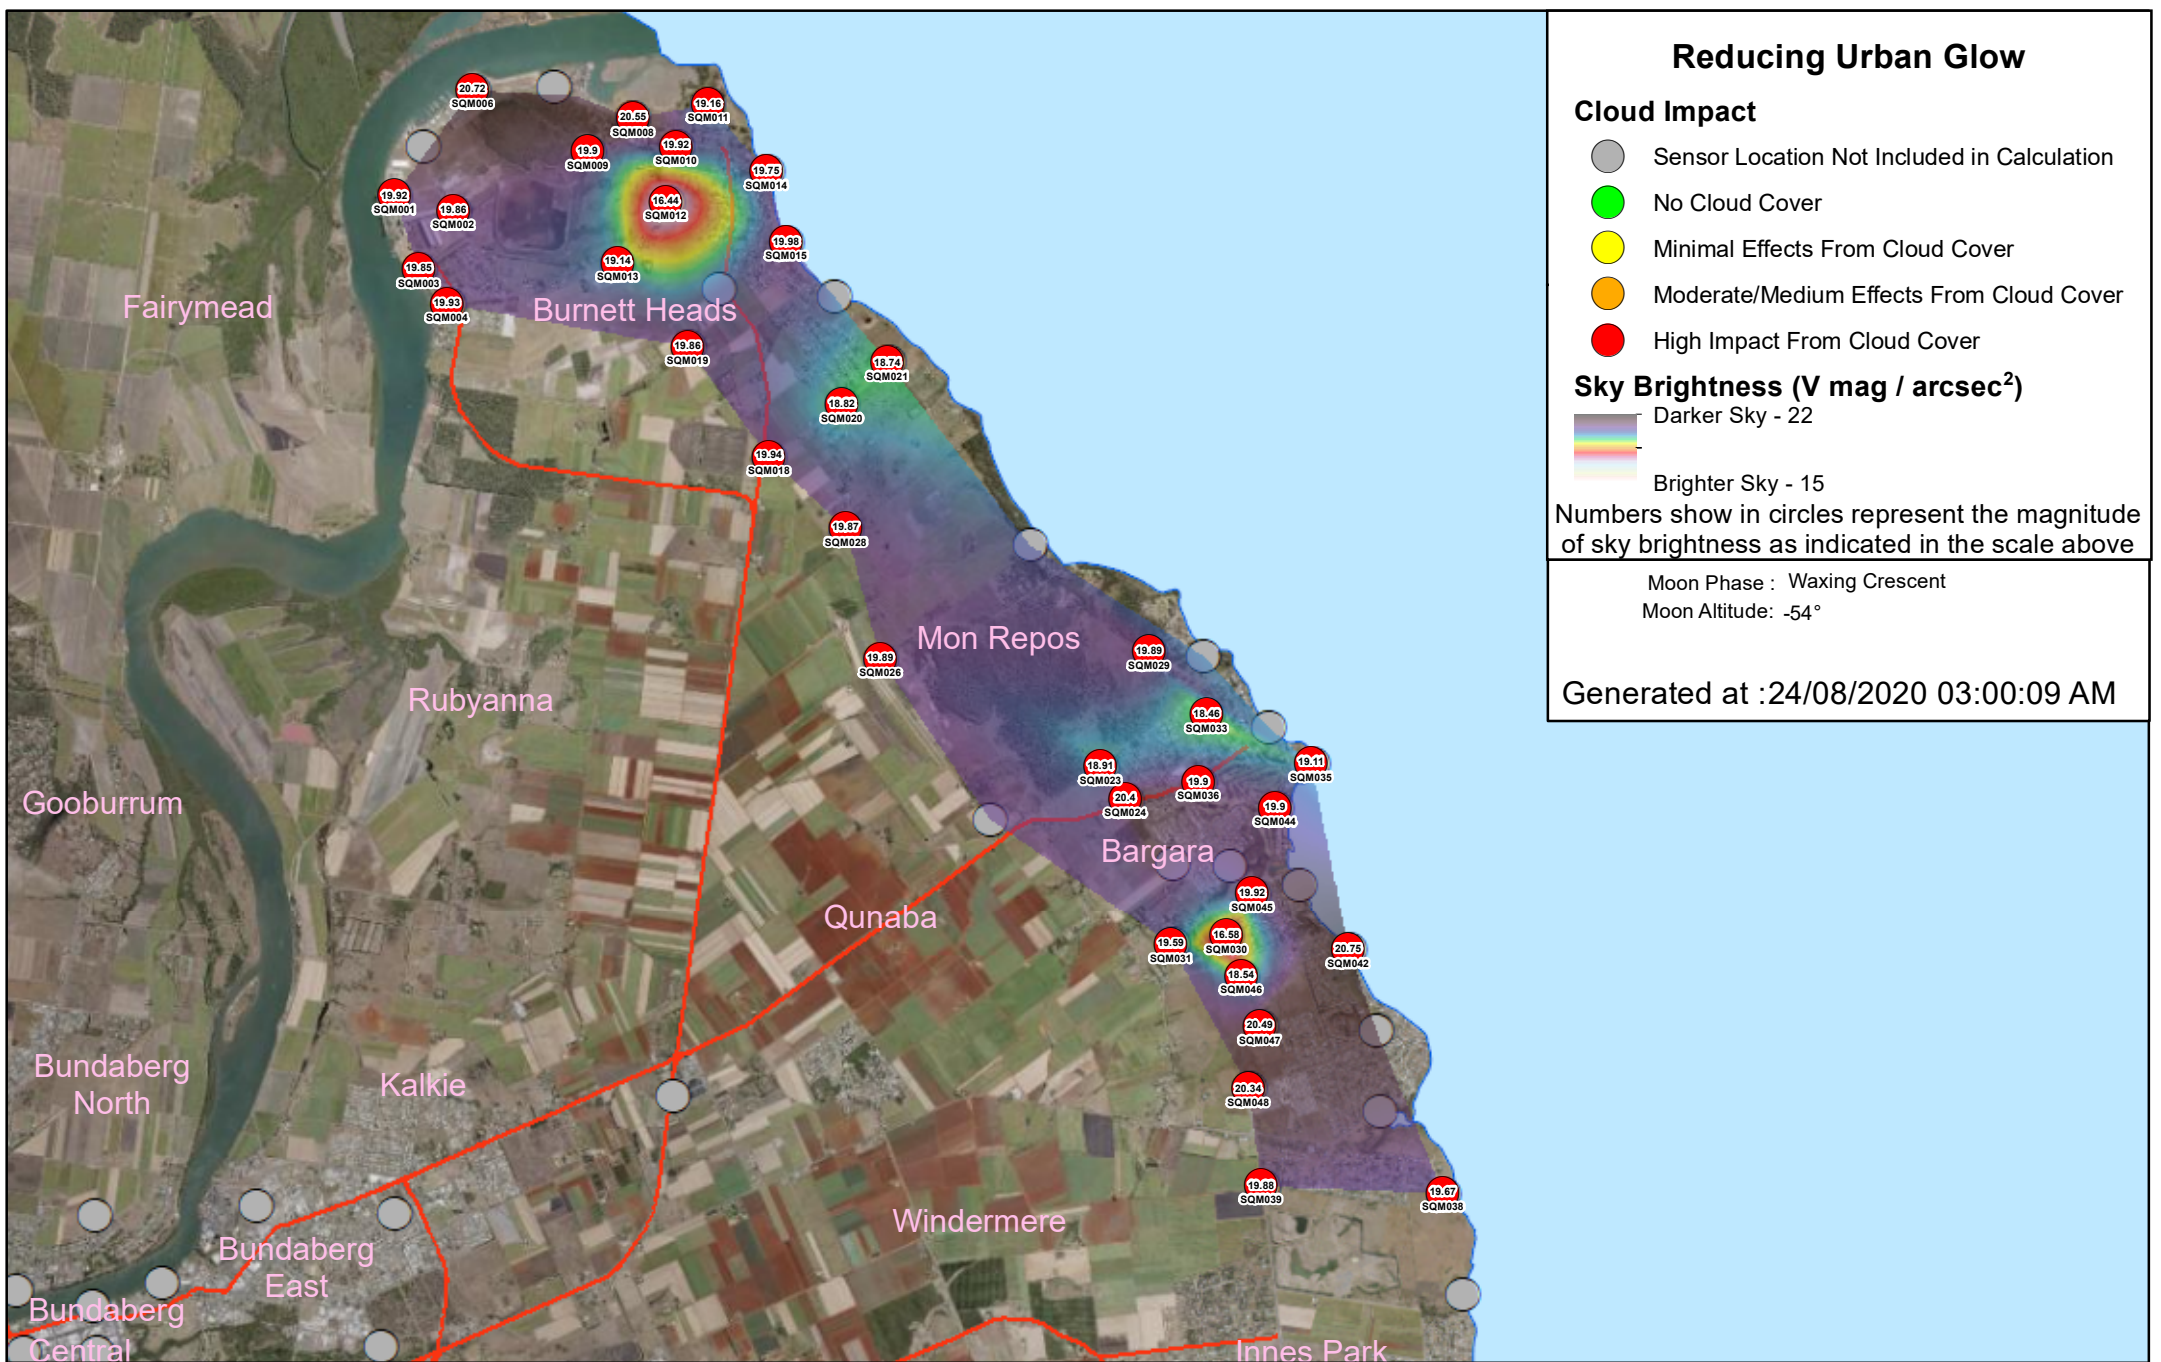 Reducing Urban Glow
Cloud Impact
Sensor Location Not Included in Calculation
No Cloud Cover
Minimal Effects From Cloud Cover
Moderate/Medium Effects From Cloud Cover
High Impact From Cloud Cover
Sky Brightness (V mag / arcsec²)
Darker Sky - 22
Brighter Sky - 15
Numbers show in circles represent the magnitude
of sky brightness as indicated in the scale above
Moon Phase : Waxing Crescent
Moon Altitude: -54°
Generated at :24/08/2020 03:00:09 AM
20.72
SQM006
19.16
SQM011
20.55
SQM008
19.9
SQM009
19.92
SQM010
19.75
SQM014
19.92
SQM001
19.86
SQM002
16.44
SQM012
19.98
SQM015
19.14
SQM013
19.85
SQM003
19.93
SQM004
Fairymead
Burnett Heads
19.86
SQM019
18.74
SQM021
18.82
SQM020
19.94
SQM018
19.87
SQM028
Mon Repos
19.89
SQM029
19.89
SQM026
Rubyanna
18.46
SQM033
18.91
SQM023
19.11
SQM035
19.9
SQM036
20.4
SQM024
19.9
SQM044
Gooburrum
Bargara
19.92
SQM045
Qunaba
16.58
SQM030
19.59
SQM031
20.75
SQM042
18.54
SQM046
20.49
SQM047
Bundaberg
North
Kalkie
20.34
SQM048
19.88
SQM039
19.67
SQM038
Windermere
Bundaberg
East
Bundaberg
Central
Innes Park